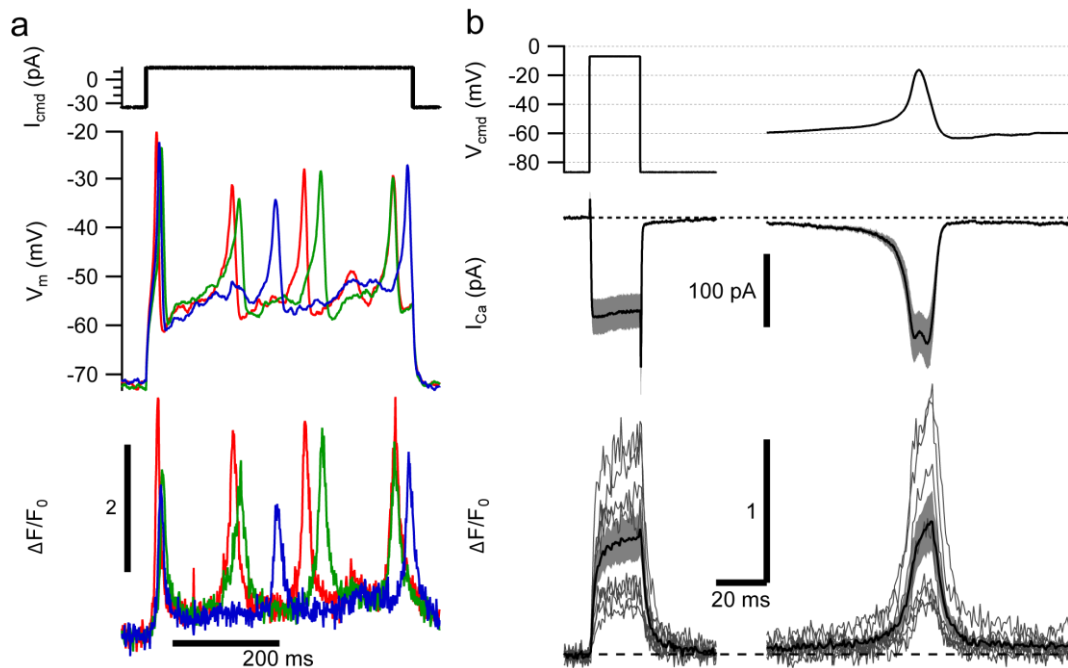 a
I_cmd (pA)
0
-30
V_m (mV)
-20
-30
-40
-50
-60
-70
ΔF/F_0
2
200 ms
b
V_cmd (mV)
0
-20
-40
-60
-80
I_Ca (pA)
100 pA
ΔF/F_0
1
20 ms